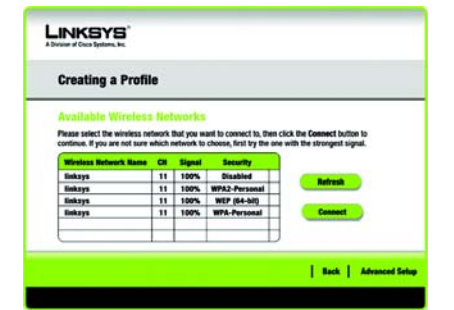 LINKSYS®
A Division of Cisco Systems, Inc.
Creating a Profile
Available Wireless Networks
Please select the wireless network that you want to connect to, then click the Connect button to
continue. If you are not sure which network to choose, first try the one with the strongest signal.
Wireless Network Name CH Signal Security
linksys 11 100% Disabled
linksys 11 100% WPA2-Personal
linksys 11 100% WEP (64-bit)
linksys 11 100% WPA-Personal
Refresh
Connect
Back Advanced Setup